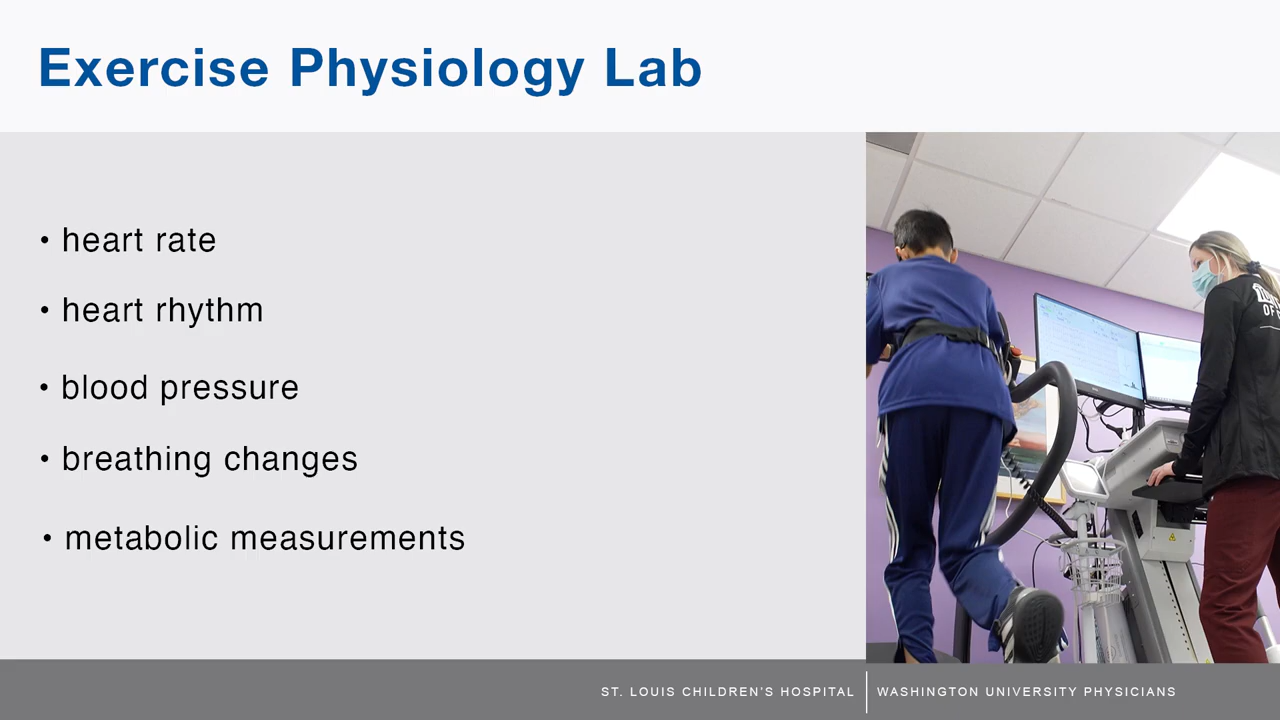 Exercise Physiology Lab
• heart rate
• heart rhythm
• blood pressure
• breathing changes
• metabolic measurements
ST. LOUIS CHILDREN'S HOSPITAL WASHINGTON UNIVERSITY PHYSICIANS